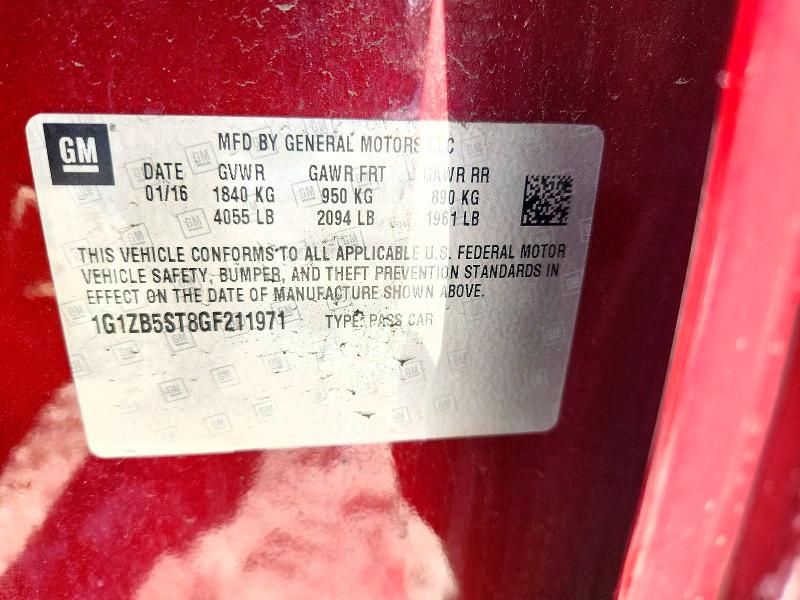 GM
MFD BY GENERAL MOTORS LLC
DATE GVWR GAWR FRT GAWR RR
01/16 1840 KG 950 KG 890 KG
4055 LB 2094 LB 1961 LB
THIS VEHICLE CONFORMS TO ALL APPLICABLE U.S. FEDERAL MOTOR
VEHICLE SAFETY, BUMPER, AND THEFT PREVENTION STANDARDS IN
EFFECT ON THE DATE OF MANUFACTURE SHOWN ABOVE.
1G1ZB5ST8GF211971 TYPE: PASS CAR